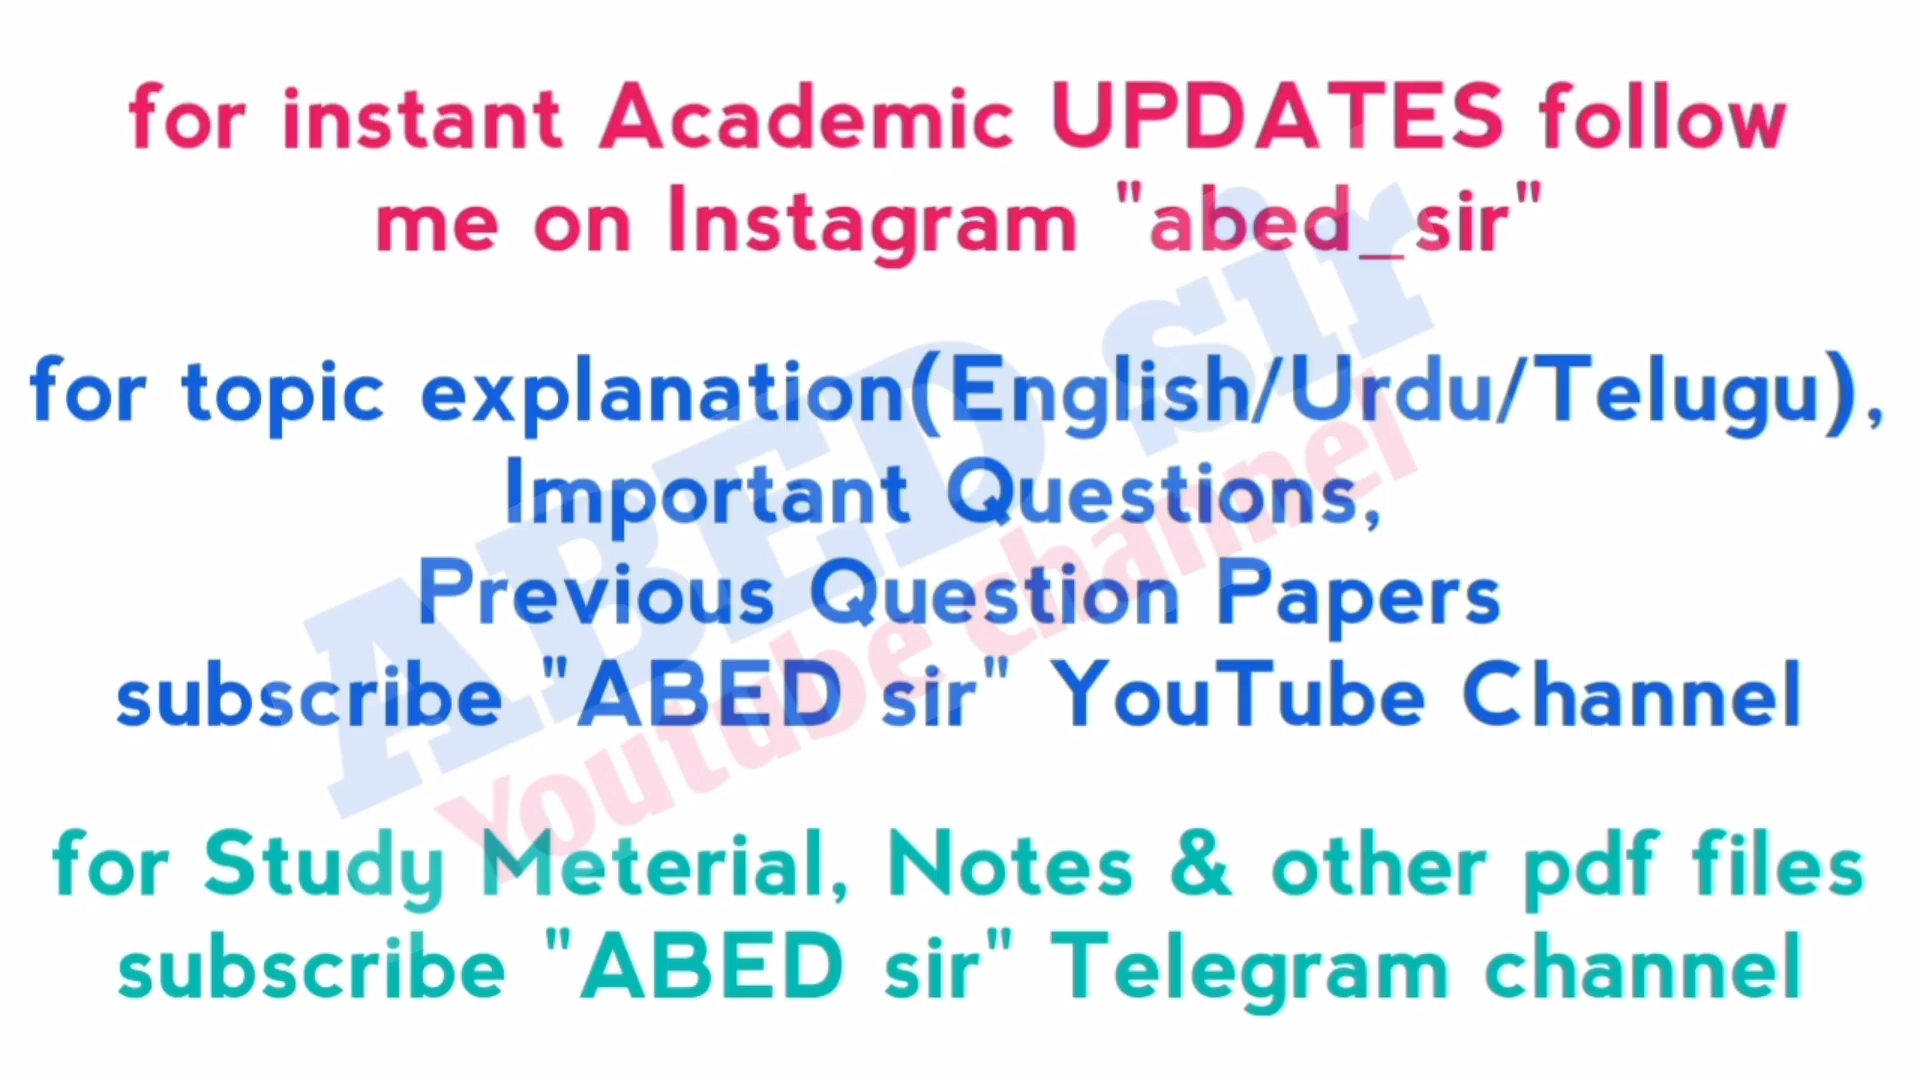 for instant Academic UPDATES follow
me on Instagram "abed_sir"
for topic explanation(English/Urdu/Telugu),
Important Questions,
Previous Question Papers
subscribe "ABED sir" YouTube Channel
for Study Meterial, Notes & other pdf files
subscribe "ABED sir" Telegram channel
ABED sir
Youtube channel